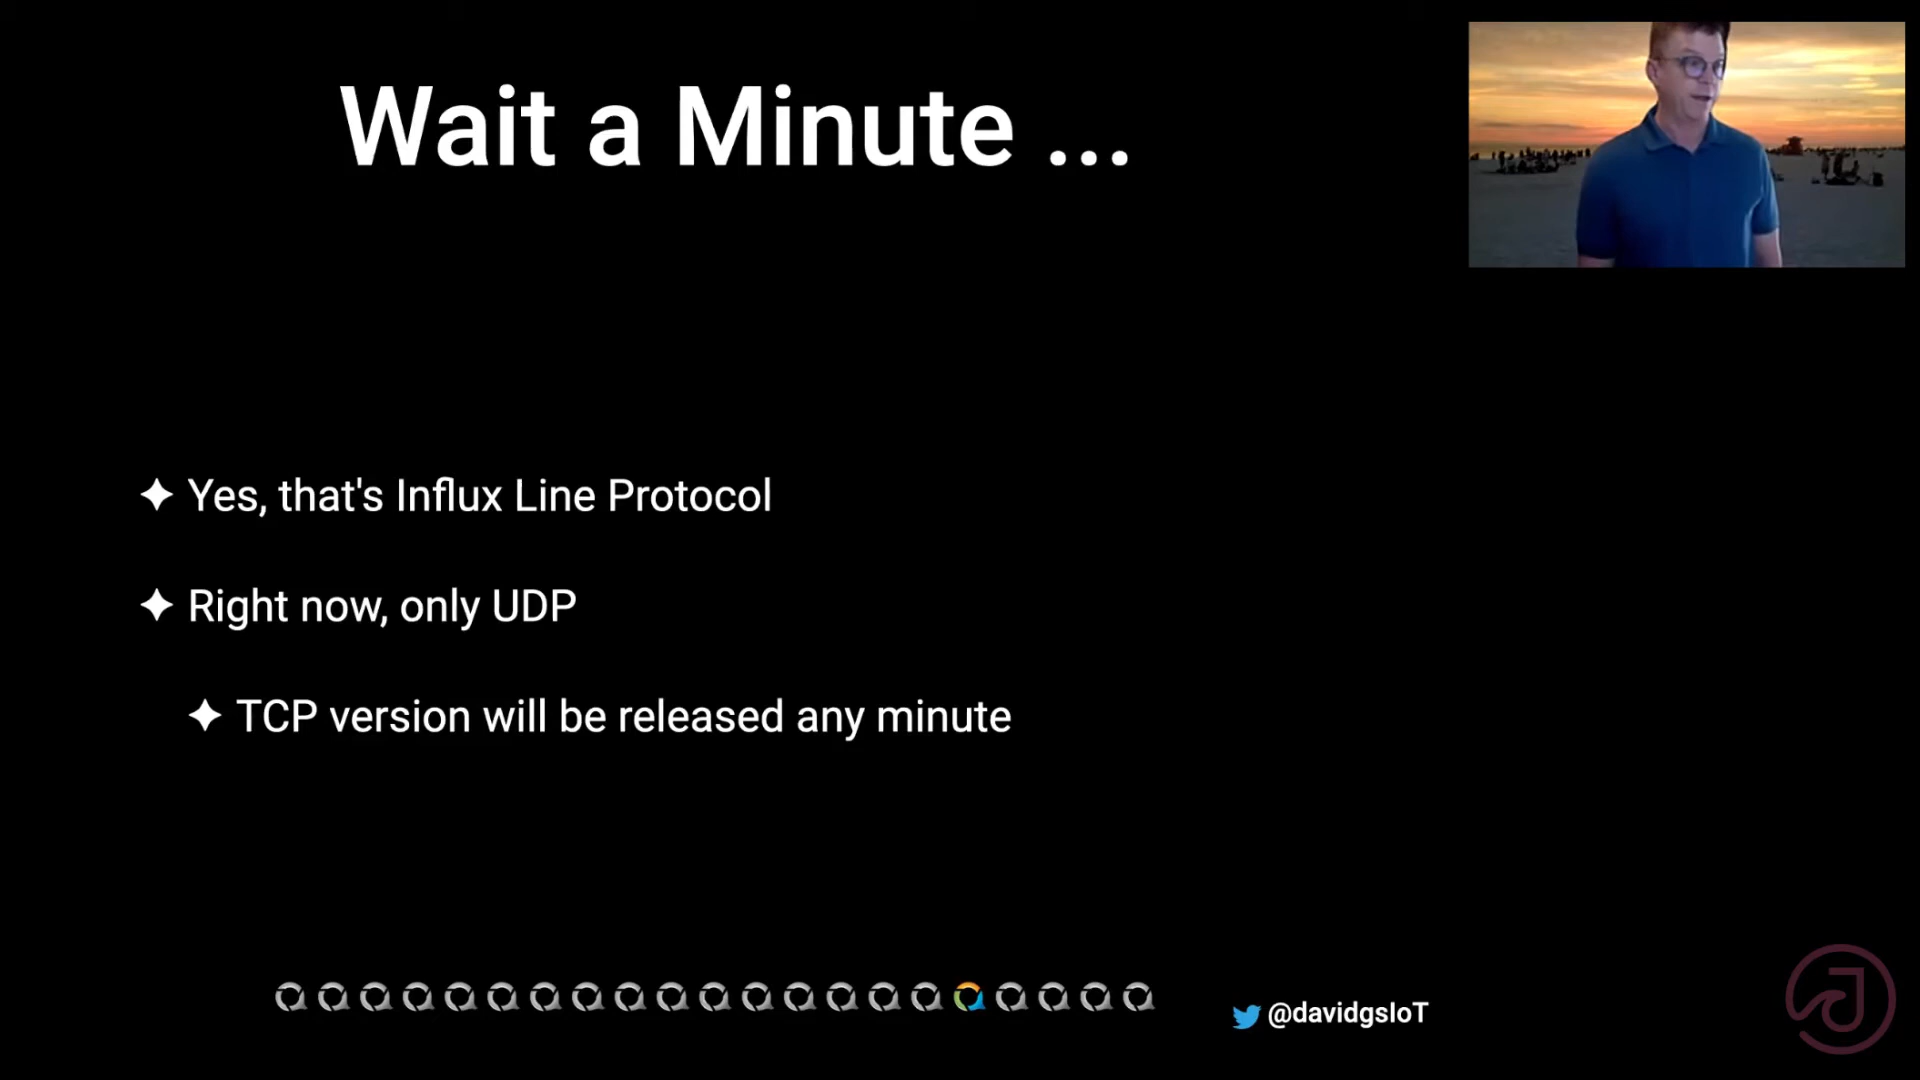 Wait a Minute ...
✦ Yes, that's Influx Line Protocol
✦ Right now, only UDP
✦ TCP version will be released any minute
@davidgsIoT